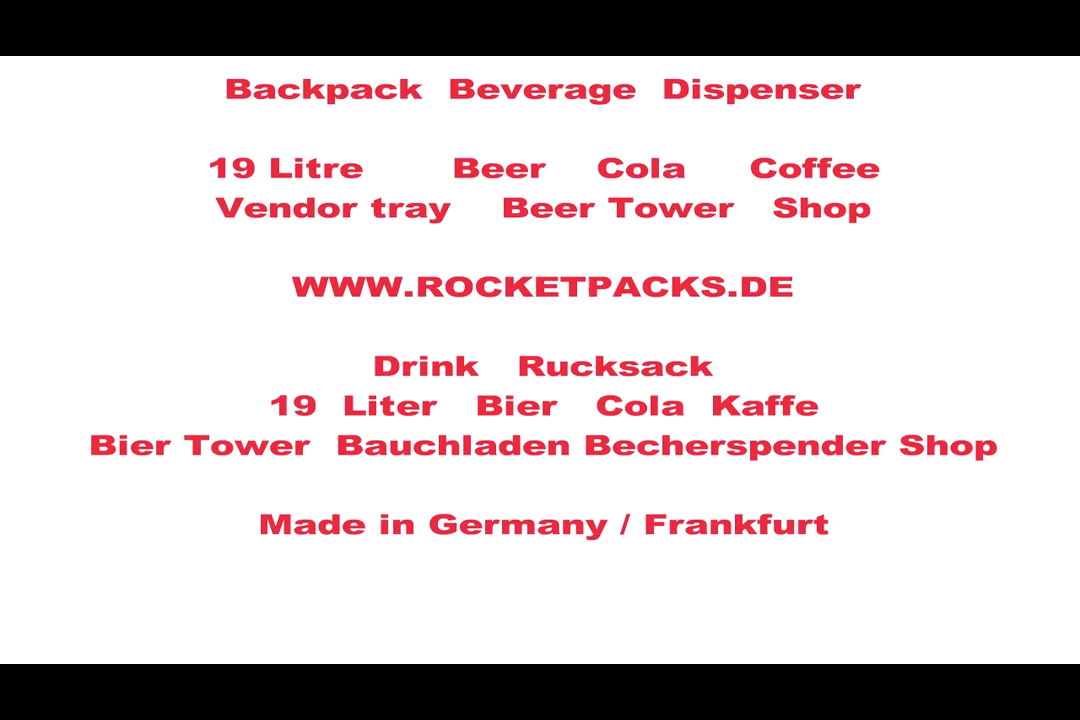 Backpack Beverage Dispenser
19 Litre Beer Cola Coffee
Vendor tray Beer Tower Shop
WWW.ROCKETPACKS.DE
Drink Rucksack
19 Liter Bier Cola Kaffe
Bier Tower Bauchladen Becherspender Shop
Made in Germany / Frankfurt